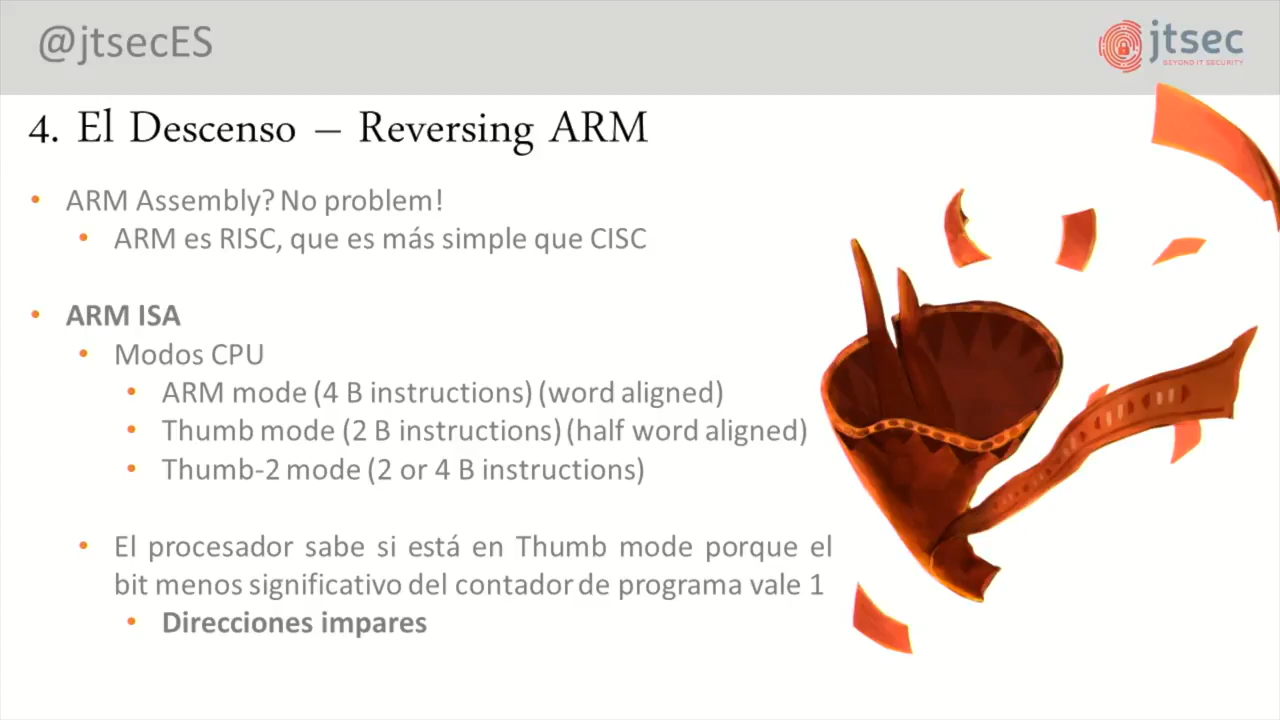 @jtsecES
jtsec
BEYOND IT SECURITY
4. El Descenso – Reversing ARM
• ARM Assembly? No problem!
• ARM es RISC, que es más simple que CISC
• ARM ISA
• Modos CPU
• ARM mode (4 B instructions) (word aligned)
• Thumb mode (2 B instructions) (half word aligned)
• Thumb-2 mode (2 or 4 B instructions)
• El procesador sabe si está en Thumb mode porque el
bit menos significativo del contador de programa vale 1
• Direcciones impares